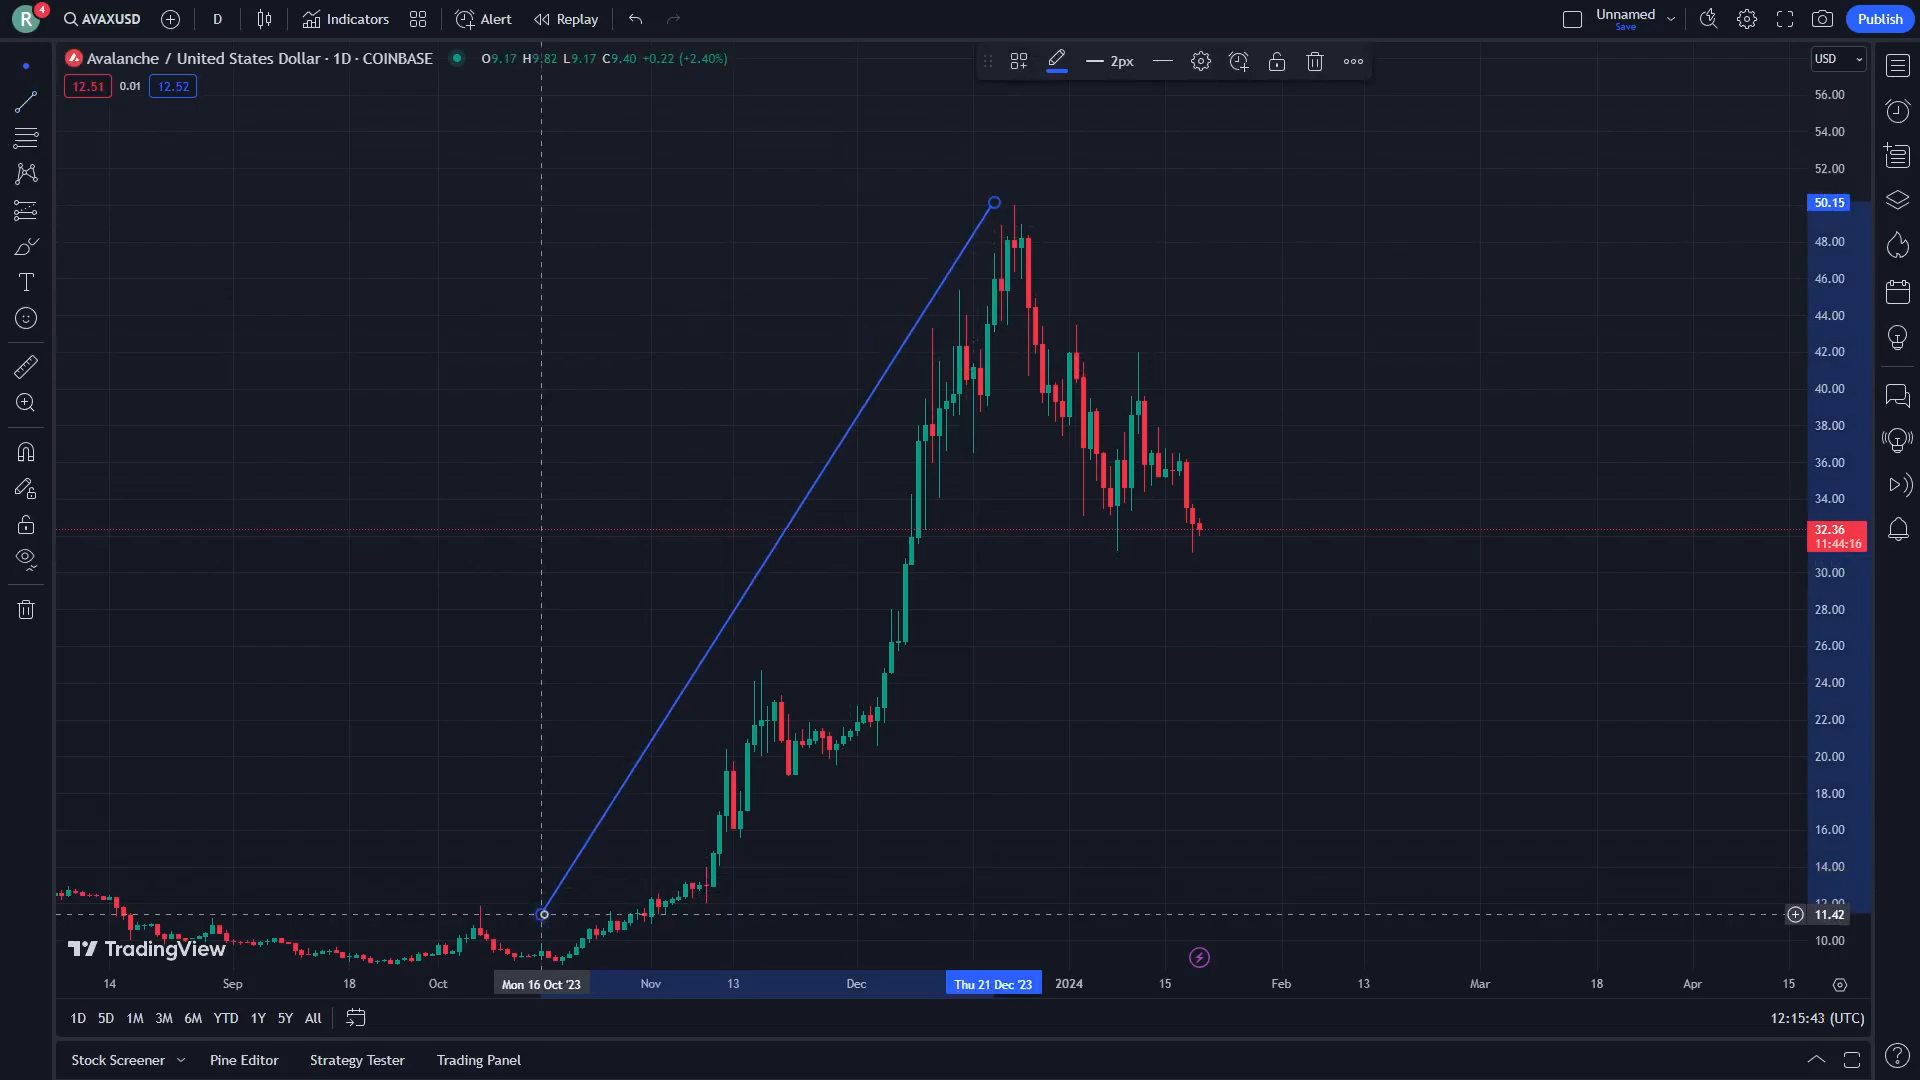 R 4 AVAXUSD D Indicators Alert Replay Unnamed Save Publish
Avalanche / United States Dollar · 1D · COINBASE O9.17 H9.82 L9.17 C9.40 +0.22 (+2.40%)
2px
USD
12.51 0.01 12.52
56.00
54.00
52.00
50.15
48.00
46.00
44.00
42.00
40.00
38.00
36.00
34.00
32.36
11:44:16
30.00
28.00
26.00
24.00
22.00
20.00
18.00
16.00
14.00
12.00
11.42
10.00
TradingView
14 Sep 18 Oct Mon 16 Oct '23 Nov 13 Dec Thu 21 Dec '23 2024 15 Feb 13 Mar 18 Apr 15
1D 5D 1M 3M 6M YTD 1Y 5Y All 12:15:43 (UTC)
Stock Screener Pine Editor Strategy Tester Trading Panel